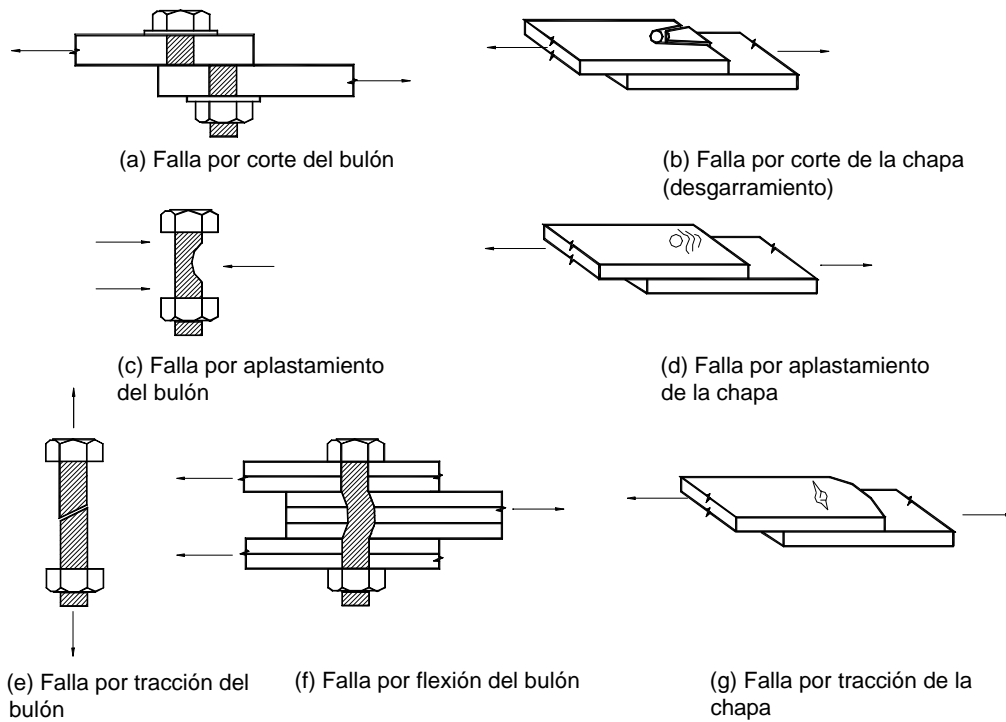 (a) Falla por corte del bulón
(b) Falla por corte de la chapa
(desgarramiento)
(c) Falla por aplastamiento
del bulón
(d) Falla por aplastamiento
de la chapa
(e) Falla por tracción del
bulón
(f) Falla por flexión del bulón
(g) Falla por tracción de la
chapa